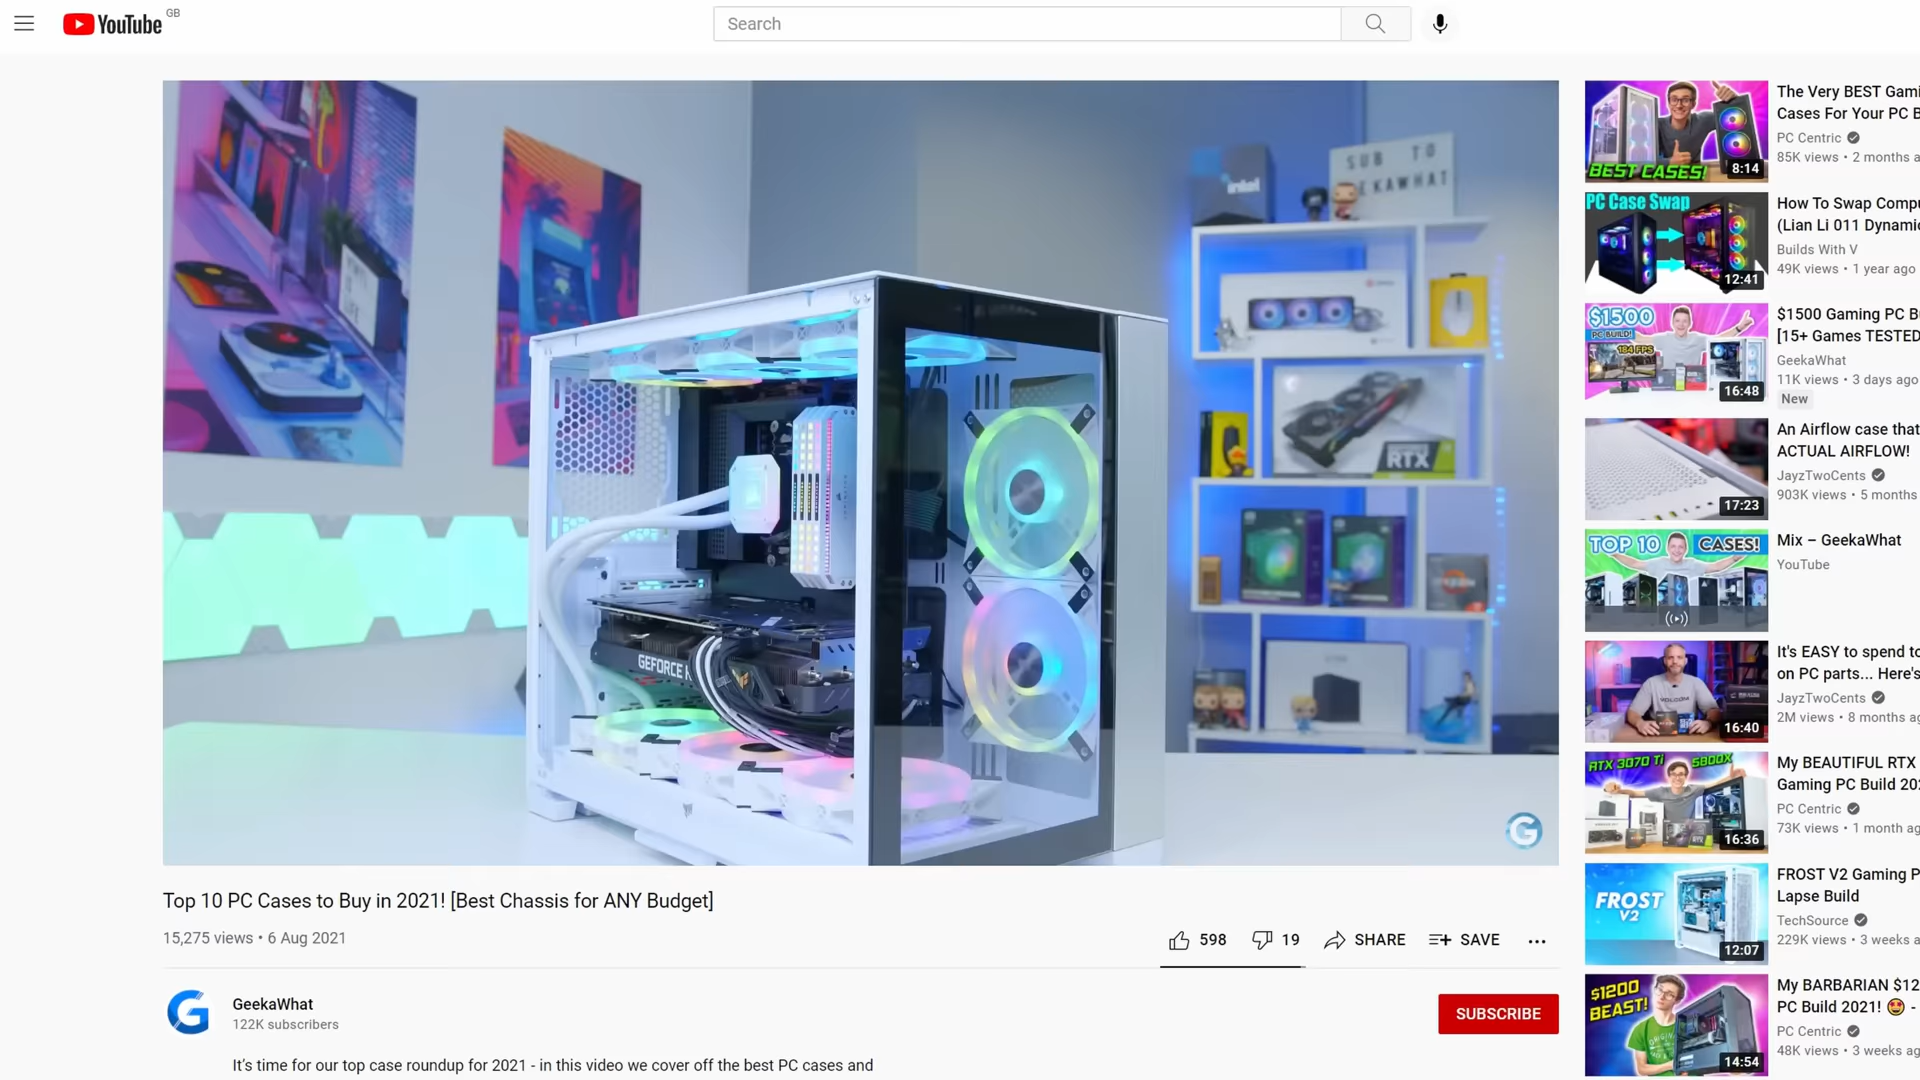 YouTube GB
Search
SUB TO
EKAWHAT
intel
RTX
RYZEN
GEFORCE R
G
Top 10 PC Cases to Buy in 2021! [Best Chassis for ANY Budget]
15,275 views • 6 Aug 2021
598
19
SHARE
SAVE
GeekaWhat
122K subscribers
SUBSCRIBE
It's time for our top case roundup for 2021 - in this video we cover off the best PC cases and
BEST CASES!
8:14
The Very BEST Gami
Cases For Your PC B
PC Centric
85K views • 2 months a
PC Case Swap
12:41
How To Swap Compu
(Lian Li 011 Dynamic
Builds With V
49K views • 1 year ago
$1500
PC BUILD!
184 FPS
16:48
$1500 Gaming PC Bu
[15+ Games TESTED
GeekaWhat
11K views • 3 days ago
New
17:23
An Airflow case that
ACTUAL AIRFLOW!
JayzTwoCents
903K views • 5 months
TOP 10 CASES!
Mix – GeekaWhat
YouTube
16:40
It's EASY to spend to
on PC parts... Here's
JayzTwoCents
2M views • 8 months ag
RTX 3070 Ti 5800X
16:36
My BEAUTIFUL RTX
Gaming PC Build 202
PC Centric
73K views • 1 month ag
FROST
V2
12:07
FROST V2 Gaming P
Lapse Build
TechSource
229K views • 3 weeks a
$1200
BEAST!
14:54
My BARBARIAN $12
PC Build 2021! 🤩 -
PC Centric
48K views • 3 weeks ag